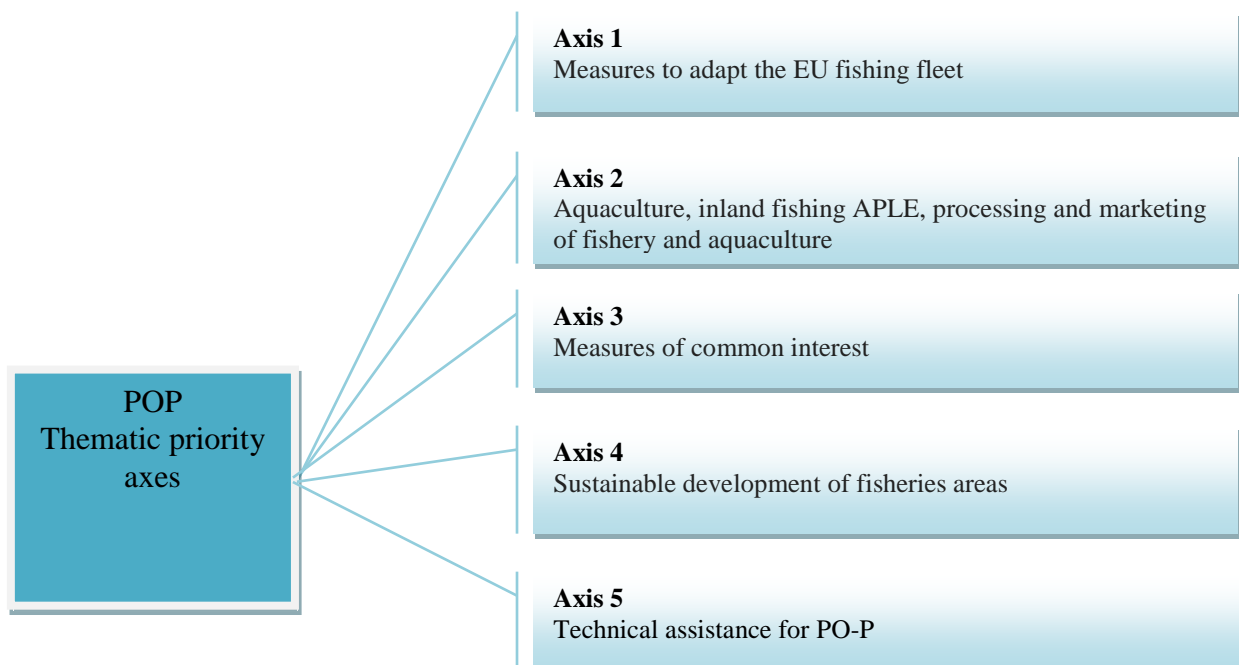 POP
Thematic priority
axes
Axis 1
Measures to adapt the EU fishing fleet
Axis 2
Aquaculture, inland fishing APLE, processing and marketing
of fishery and aquaculture
Axis 3
Measures of common interest
Axis 4
Sustainable development of fisheries areas
Axis 5
Technical assistance for PO-P